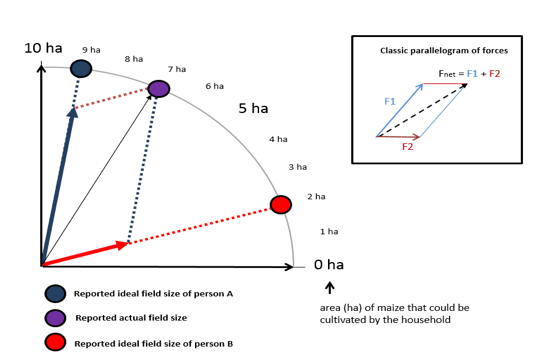 10 ha
9 ha
8 ha
7 ha
6 ha
5 ha
4 ha
3 ha
2 ha
1 ha
0 ha
area (ha) of maize that could be
cultivated by the household
Reported ideal field size of person A
Reported actual field size
Reported ideal field size of person B
Classic parallelogram of forces
Fnet = F1 + F2
F1
F2